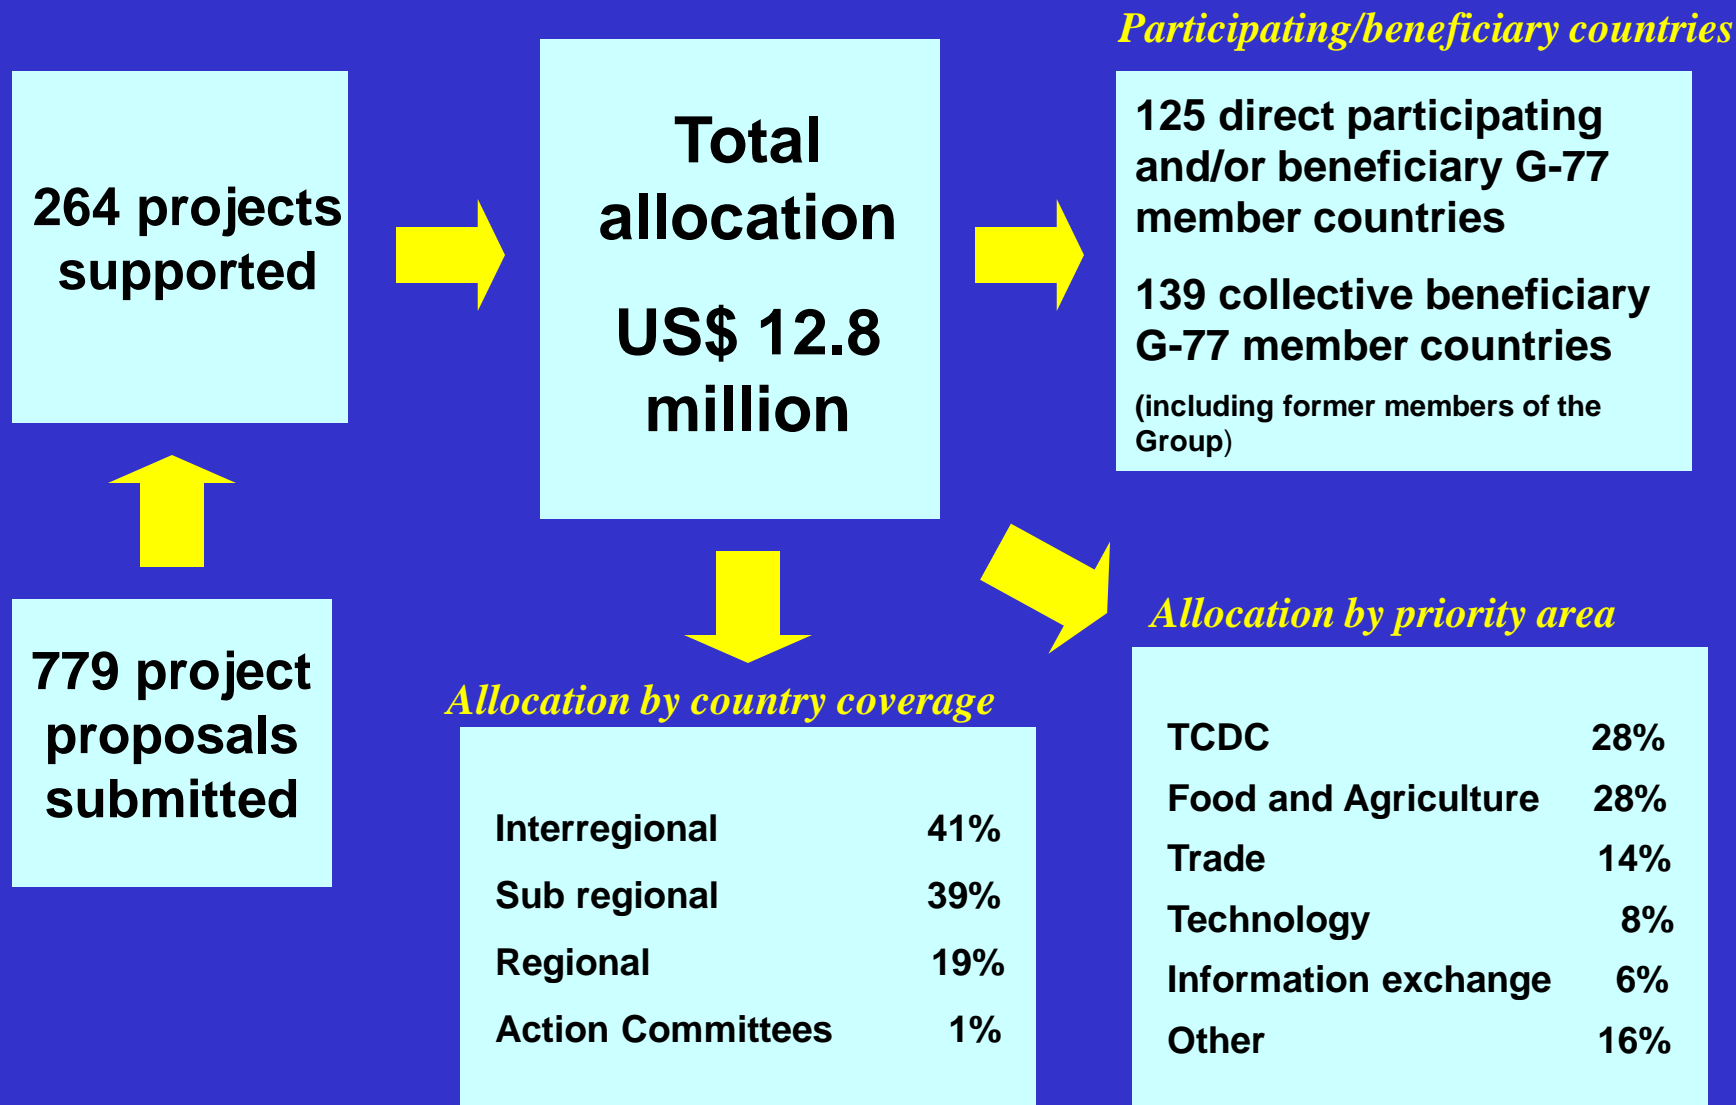 Participating/beneficiary countries
264 projects
supported
Total
allocation
US$ 12.8
million
125 direct participating
and/or beneficiary G-77
member countries
139 collective beneficiary
G-77 member countries
(including former members of the
Group)
779 project
proposals
submitted
Allocation by country coverage
Interregional 41%
Sub regional 39%
Regional 19%
Action Committees 1%
Allocation by priority area
TCDC 28%
Food and Agriculture 28%
Trade 14%
Technology 8%
Information exchange 6%
Other 16%